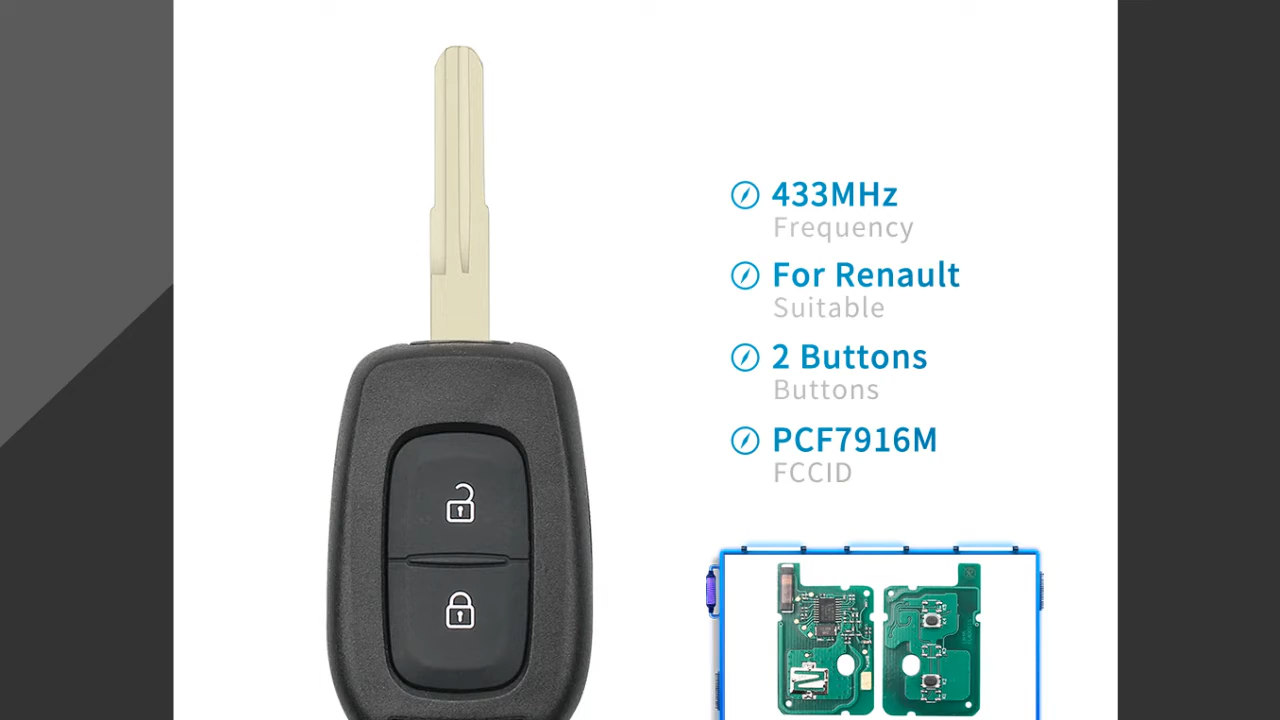 433MHz
Frequency
For Renault
Suitable
2 Buttons
Buttons
PCF7916M
FCCID